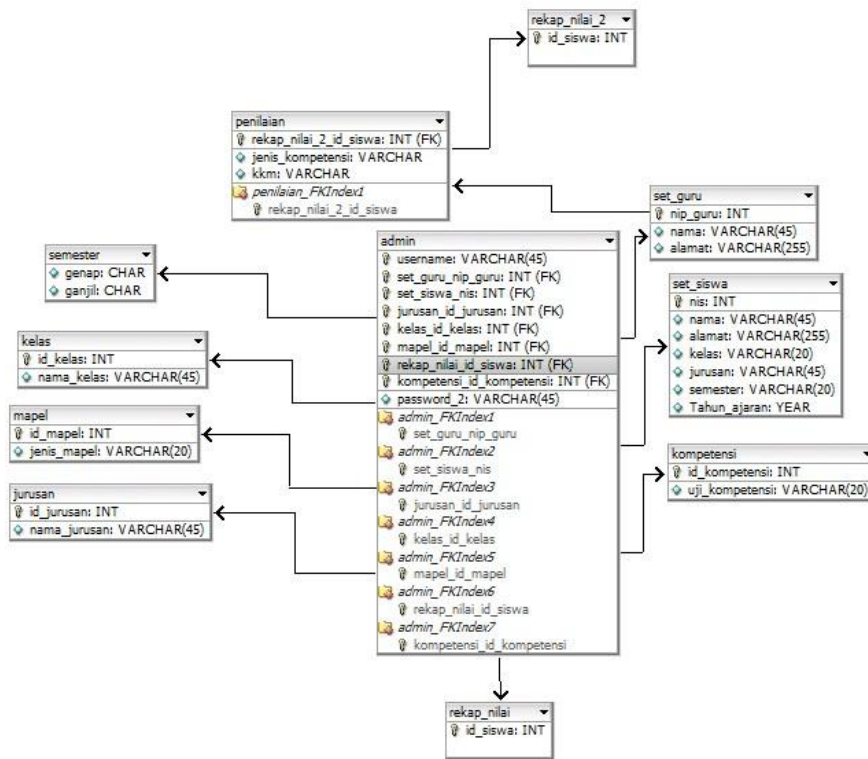 rekap_nilai_2
id_siswa: INT
penilaian
rekap_nilai_2_id_siswa: INT (FK)
jenis_kompetensi: VARCHAR
kkm: VARCHAR
penilaian_FKIndex1
rekap_nilai_2_id_siswa
set_guru
nip_guru: INT
nama: VARCHAR(45)
alamat: VARCHAR(255)
semester
genap: CHAR
ganjil: CHAR
kelas
id_kelas: INT
nama_kelas: VARCHAR(45)
mapel
id_mapel: INT
jenis_mapel: VARCHAR(20)
jurusan
id_jurusan: INT
nama_jurusan: VARCHAR(45)
admin
username: VARCHAR(45)
set_guru_nip_guru: INT (FK)
set_siswa_nis: INT (FK)
jurusan_id_jurusan: INT (FK)
kelas_id_kelas: INT (FK)
mapel_id_mapel: INT (FK)
rekap_nilai_id_siswa: INT (FK)
kompetensi_id_kompetensi: INT (FK)
password_2: VARCHAR(45)
admin_FKIndex1
set_guru_nip_guru
admin_FKIndex2
set_siswa_nis
admin_FKIndex3
jurusan_id_jurusan
admin_FKIndex4
kelas_id_kelas
admin_FKIndex5
mapel_id_mapel
admin_FKIndex6
rekap_nilai_id_siswa
admin_FKIndex7
kompetensi_id_kompetensi
set_siswa
nis: INT
nama: VARCHAR(45)
alamat: VARCHAR(255)
kelas: VARCHAR(20)
jurusan: VARCHAR(45)
semester: VARCHAR(20)
Tahun_ajaran: YEAR
kompetensi
id_kompetensi: INT
uji_kompetensi: VARCHAR(20)
rekap_nilai
id_siswa: INT